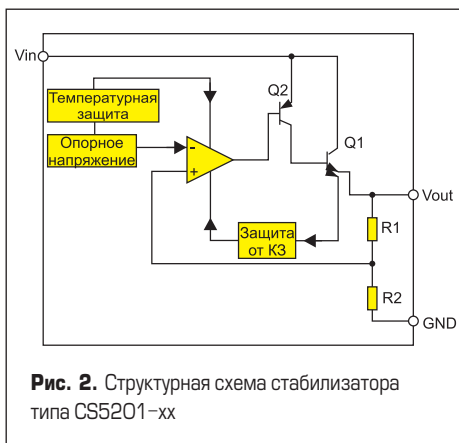 Vin
Температурная
защита
Опорное
напряжение
-
+
Q2
Q1
Vout
R1
Защита
от КЗ
R2
GND
Рис. 2. Структурная схема стабилизатора
типа CS5201-xx